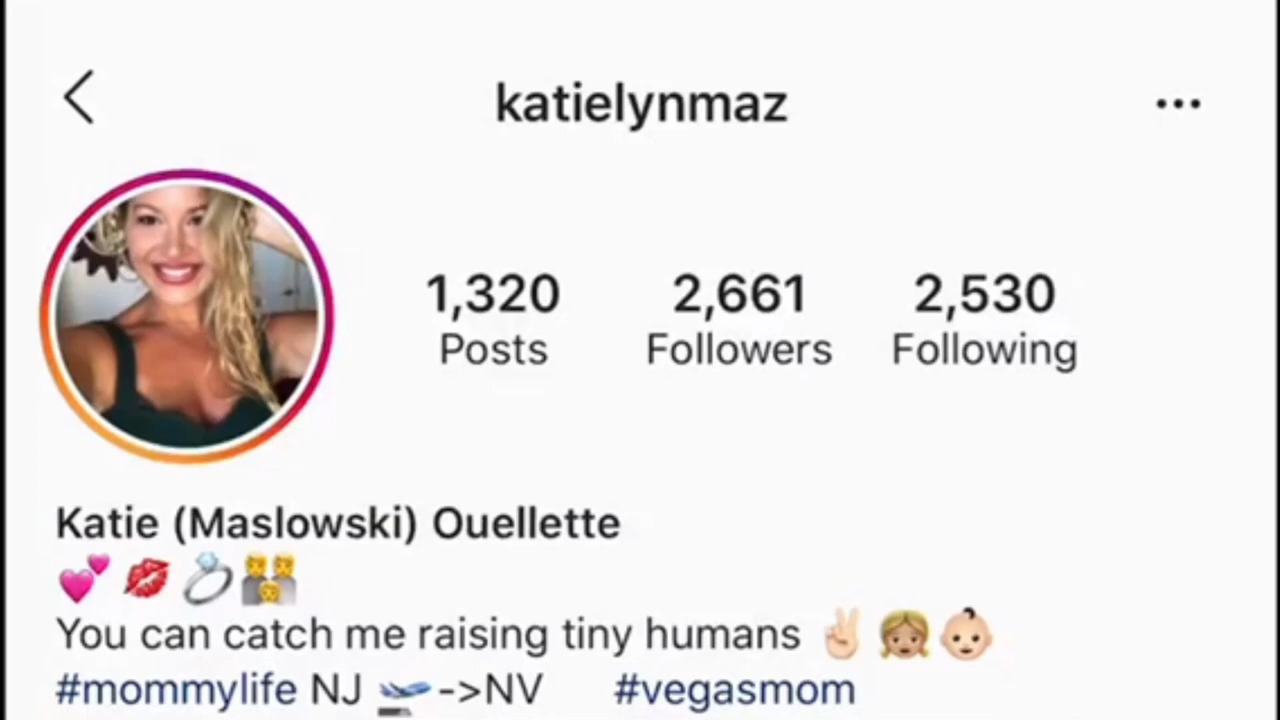 katielynmaz
1,320 2,661 2,530
Posts Followers Following
Katie (Maslowski) Ouellette
💕 💋 💍 👨‍👨‍👦
You can catch me raising tiny humans ✌🏻 👧🏼 👶🏻
#mommylife NJ 🛫->NV #vegasmom